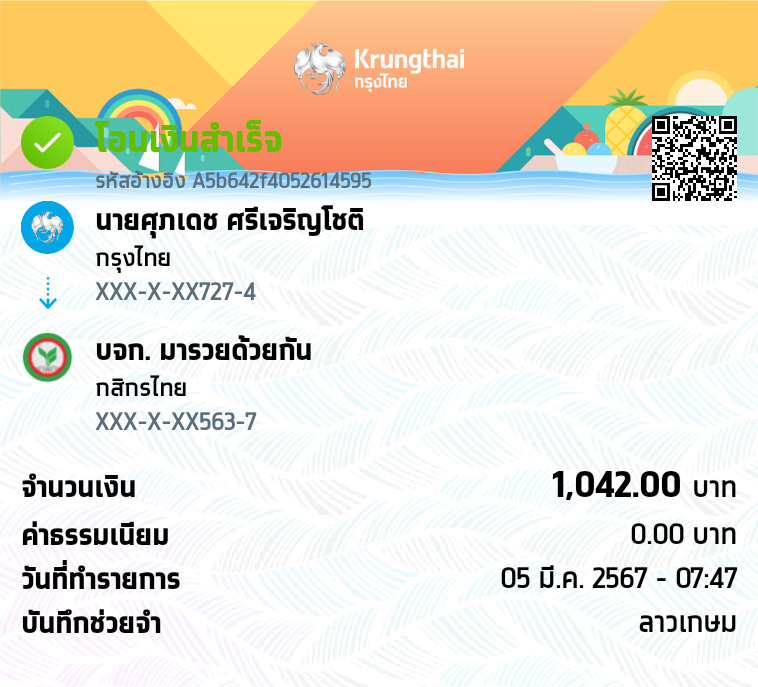 Krungthai
กรุงไทย
โอนเงินสำเร็จ
รหัสอ้างอิง A5b642f4052614595
นายศุภเดช ศรีเจริญโชติ
กรุงไทย
XXX-X-XX727-4
บจก. มารวยด้วยกัน
กสิกรไทย
XXX-X-XX563-7
จำนวนเงิน 1,042.00 บาท
ค่าธรรมเนียม 0.00 บาท
วันที่ทำรายการ 05 มี.ค. 2567 - 07:47
บันทึกช่วยจำ ลาวเกษม